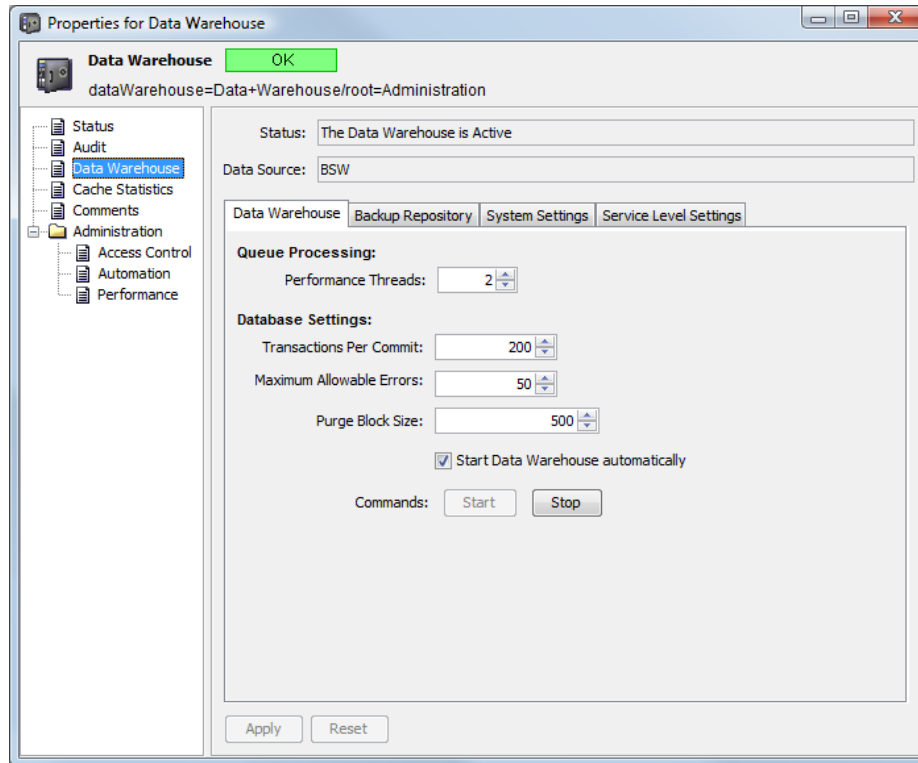 Properties for Data Warehouse
Data Warehouse OK
dataWarehouse=Data+Warehouse/root=Administration
Status
Audit
Data Warehouse
Cache Statistics
Comments
Administration
Access Control
Automation
Performance
Status: The Data Warehouse is Active
Data Source: BSW
Data Warehouse Backup Repository System Settings Service Level Settings
Queue Processing:
Performance Threads: 2
Database Settings:
Transactions Per Commit: 200
Maximum Allowable Errors: 50
Purge Block Size: 500
Start Data Warehouse automatically
Commands: Start Stop
Apply Reset